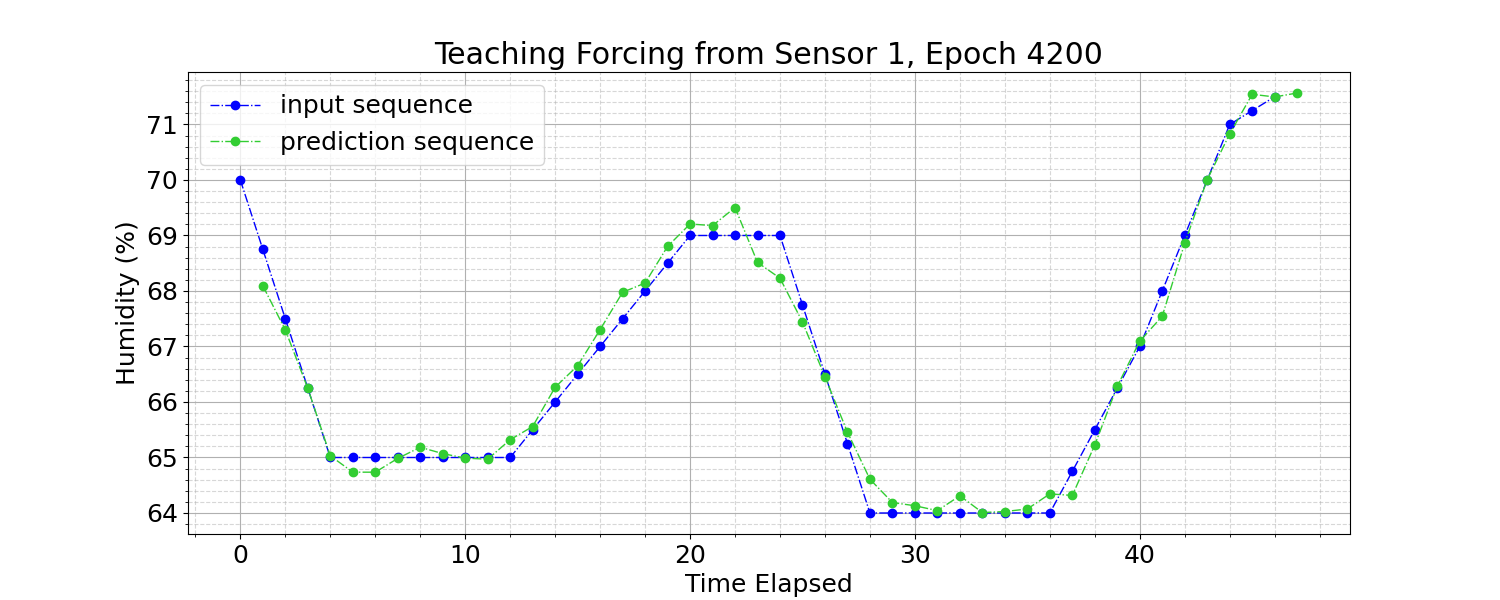 Teaching Forcing from Sensor 1, Epoch 4200
input sequence
prediction sequence
Humidity (%)
71
70
69
68
67
66
65
64
0 10 20 30 40
Time Elapsed